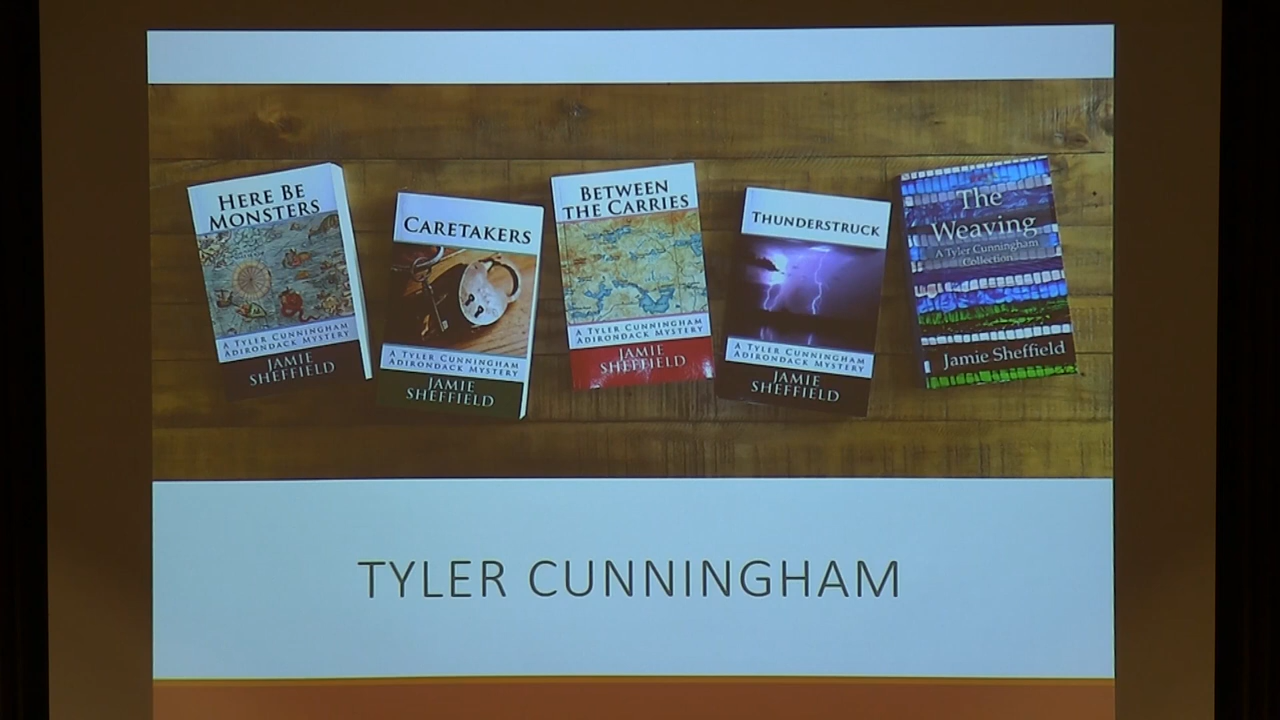 HERE BE
MONSTERS
A TYLER CUNNINGHAM
ADIRONDACK MYSTERY
JAMIE
SHEFFIELD
CARETAKERS
A TYLER CUNNINGHAM
ADIRONDACK MYSTERY
JAMIE
SHEFFIELD
BETWEEN
THE CARRIES
A TYLER CUNNINGHAM
ADIRONDACK MYSTERY
JAMIE
SHEFFIELD
THUNDERSTRUCK
A TYLER CUNNINGHAM
ADIRONDACK MYSTERY
JAMIE
SHEFFIELD
The
Weaving
A Tyler Cunningham
Collection
Jamie Sheffield
TYLER CUNNINGHAM